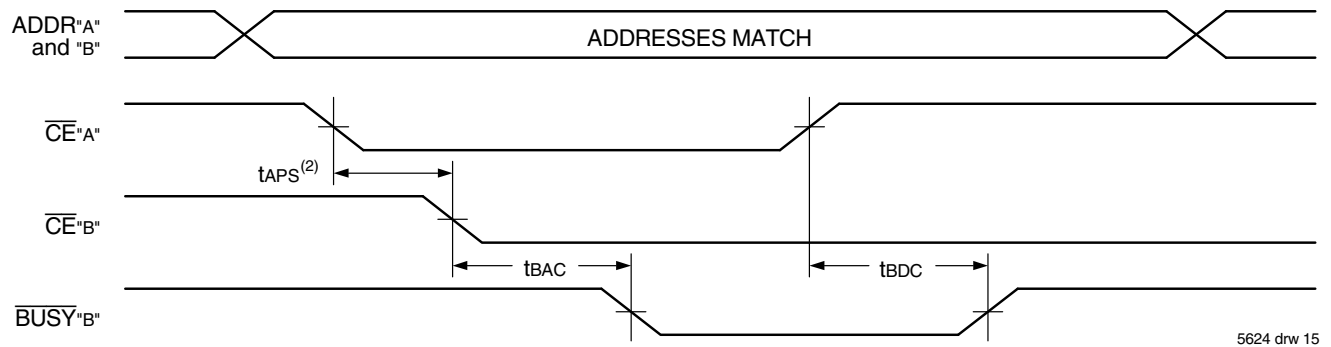 ADDR"A"
and "B"
ADDRESSES MATCH
CE"A"
tAPS(2)
CE"B"
tBAC
tBDC
BUSY"B"
5624 drw 15